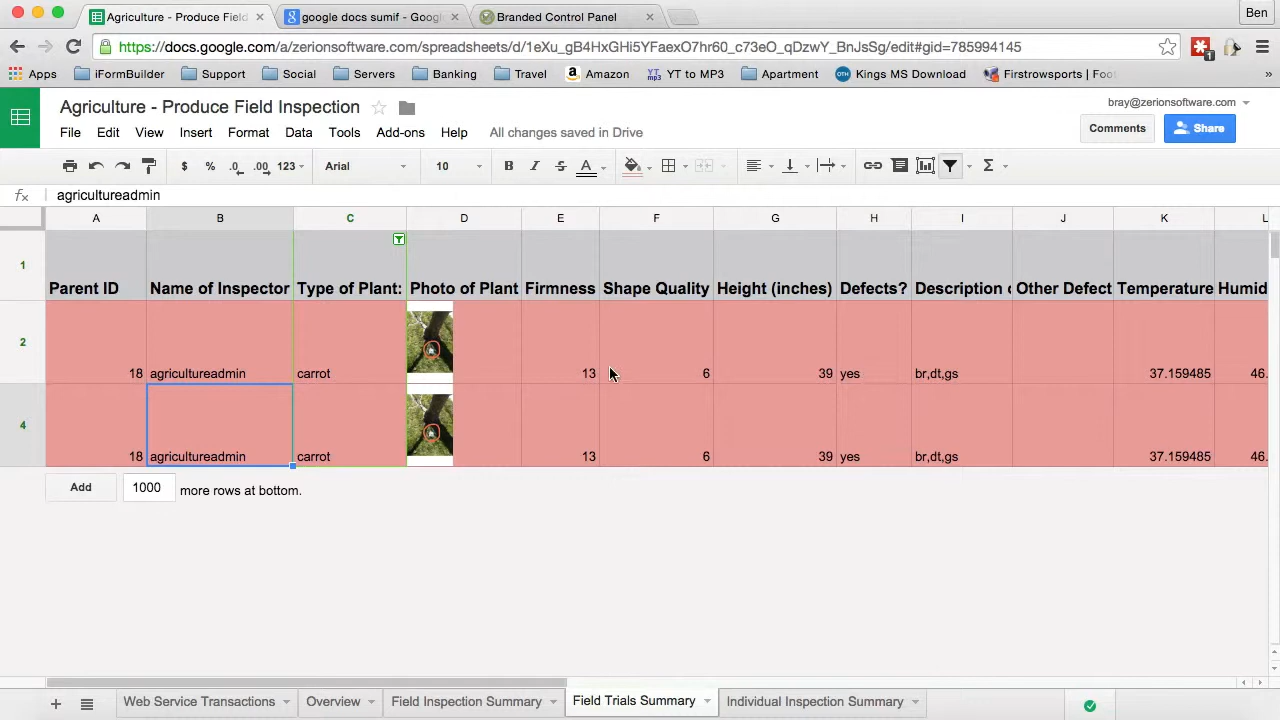 Agriculture - Produce Field
google docs sumif - Goog
Branded Control Panel
Ben
https://docs.google.com/a/zerionsoftware.com/spreadsheets/d/1eXu_gB4HxGHi5YFaexO7hr60_c73eO_qDzwY_BnJsSg/edit#gid=785994145
1
Apps
iFormBuilder
Support
Social
Servers
Banking
Travel
Amazon
YT to MP3
Apartment
Kings MS Download
Firstrowsports | Foot
»
Agriculture - Produce Field Inspection
bray@zerionsoftware.com
File Edit View Insert Format Data Tools Add-ons Help All changes saved in Drive
Comments
Share
$ % .0 .00 123 Arial 10 B I S A Σ
fx agricultureadmin
A B C D E F G H I J K L
1 Parent ID Name of Inspector Type of Plant: Photo of Plant Firmness Shape Quality Height (inches) Defects? Description Other Defect Temperature Humid
2 18 agricultureadmin carrot 13 6 39 yes br,dt,gs 37.159485 46.
4 18 agricultureadmin carrot 13 6 39 yes br,dt,gs 37.159485 46.
Add 1000 more rows at bottom.
+ Web Service Transactions Overview Field Inspection Summary Field Trials Summary Individual Inspection Summary